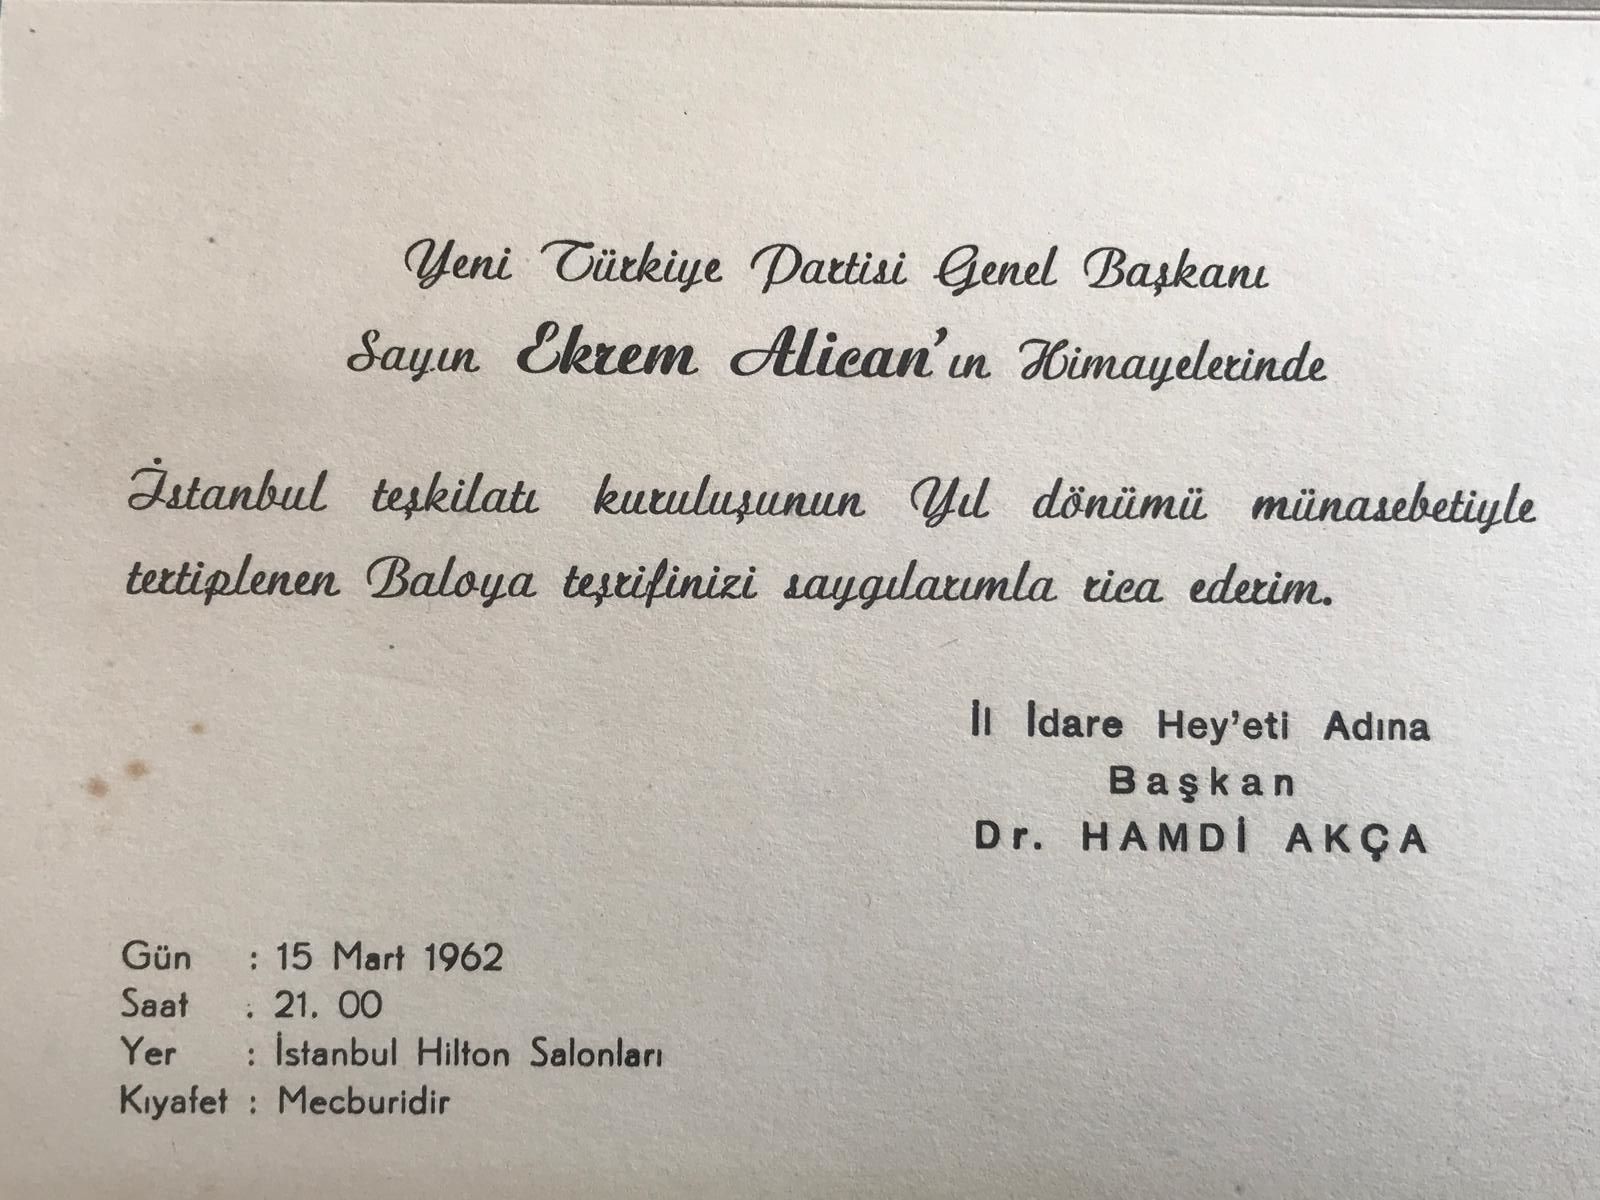 Yeni Türkiye Partisi Genel Başkanı
Sayın Ekrem Alican'ın Himayelerinde
İstanbul teşkilatı kuruluşunun Yıl dönümü münasebetiyle
tertiplenen Baloya teşrifinizi saygılarımla rica ederim.
İl İdare Hey'eti Adına
Başkan
Dr. HAMDİ AKÇA
Gün : 15 Mart 1962
Saat : 21. 00
Yer : İstanbul Hilton Salonları
Kıyafet : Mecburidir